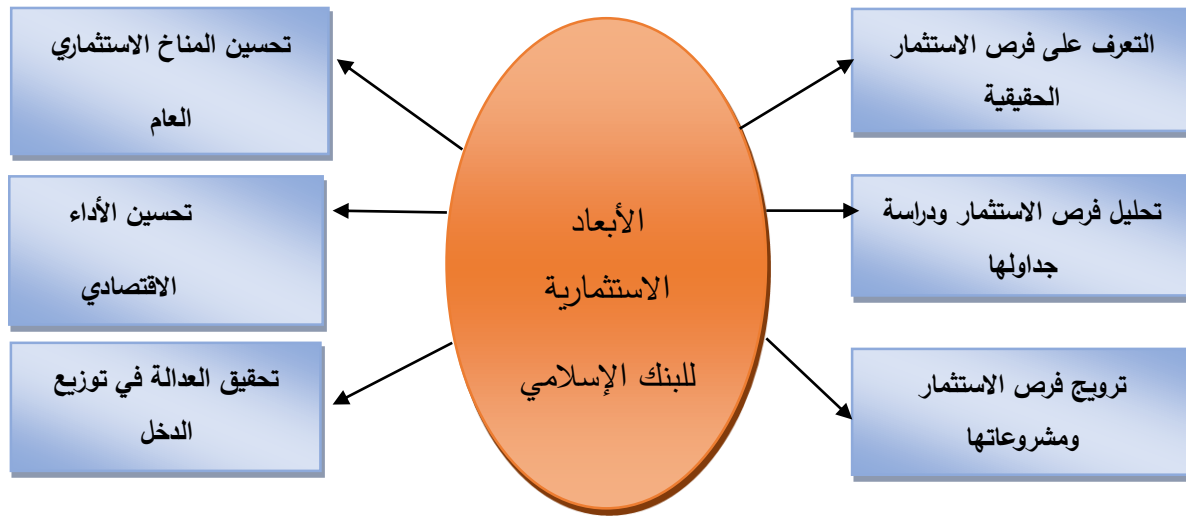 التعرف على فرص الاستثمار
الحقيقية
تحليل فرص الاستثمار ودراسة
جداولها
ترويج فرص الاستثمار
ومشروعاتها
الأبعاد
الاستثمارية
للبنك الإسلامي
تحسين المناخ الاستثماري
العام
تحسين الأداء
الاقتصادي
تحقيق العدالة في توزيع
الدخل